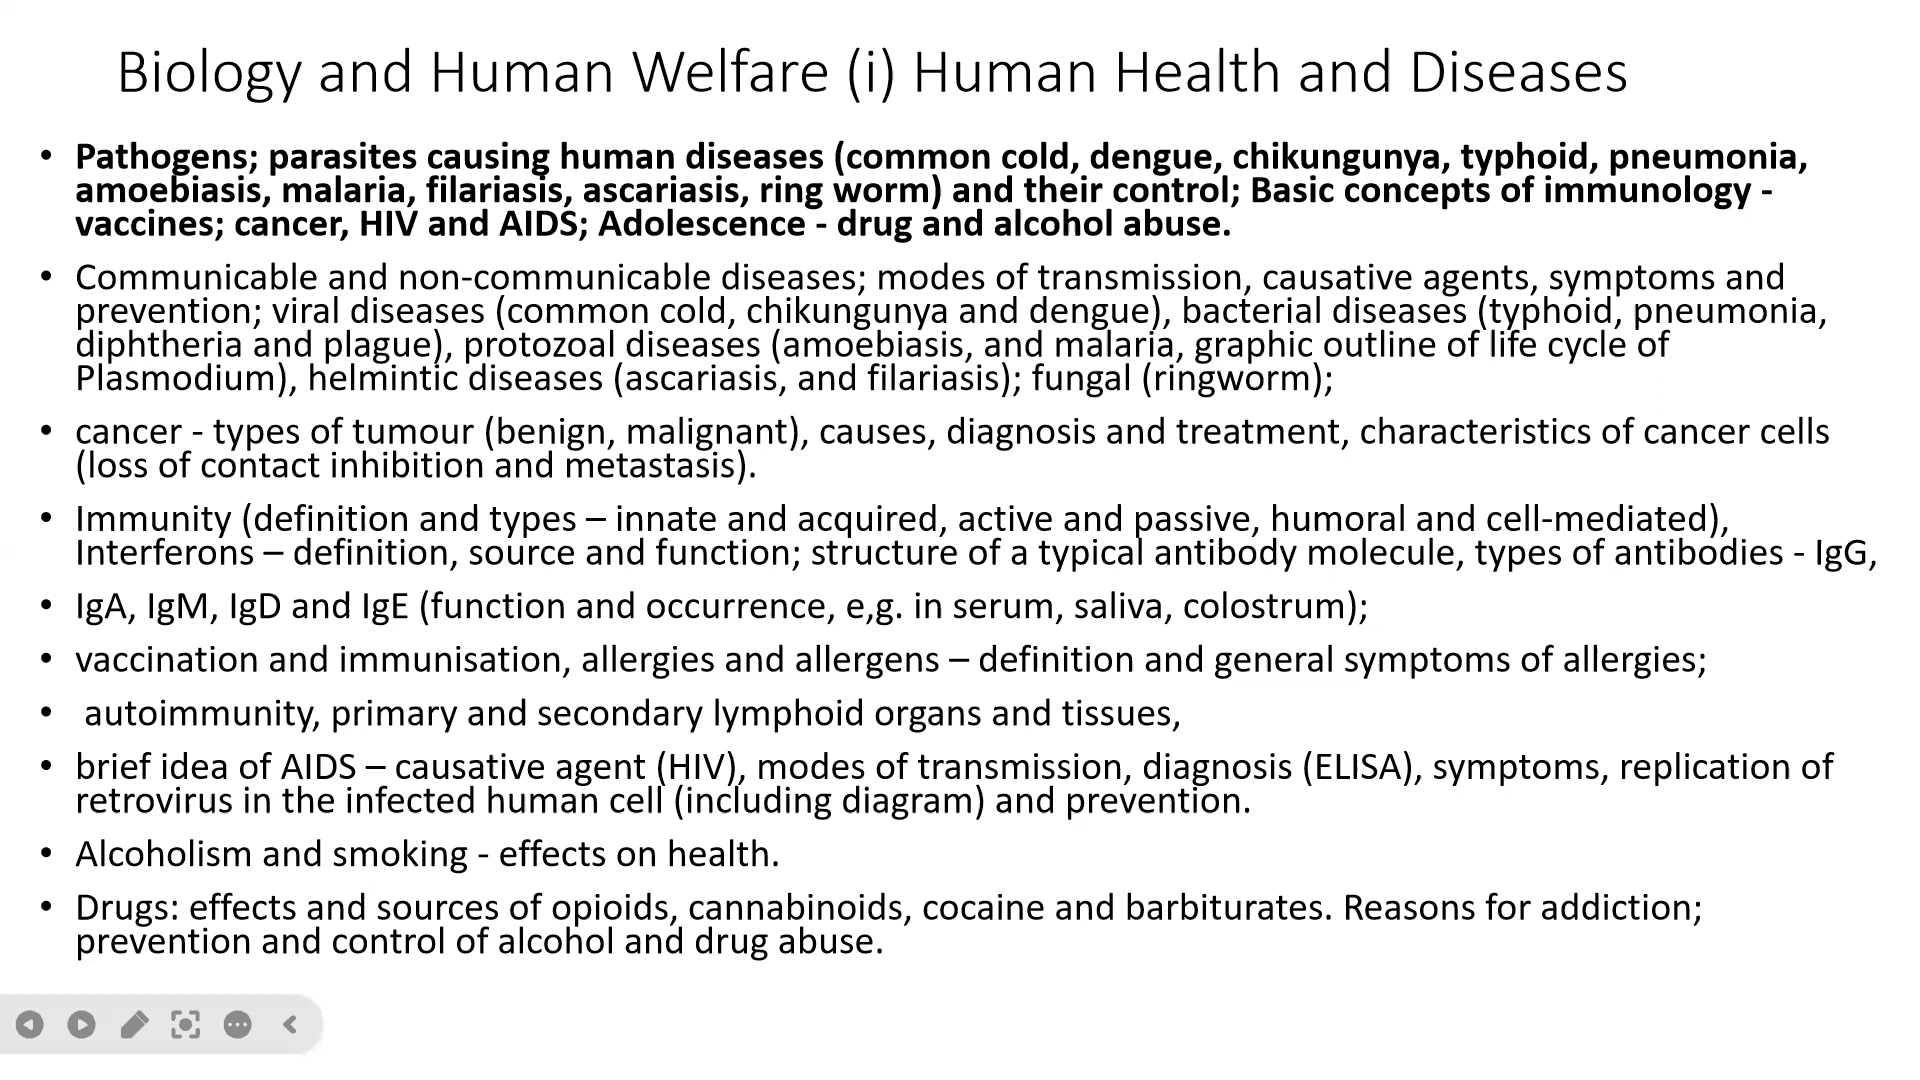 Biology and Human Welfare (i) Human Health and Diseases
• Pathogens; parasites causing human diseases (common cold, dengue, chikungunya, typhoid, pneumonia,
amoebiasis, malaria, filariasis, ascariasis, ring worm) and their control; Basic concepts of immunology -
vaccines; cancer, HIV and AIDS; Adolescence - drug and alcohol abuse.
• Communicable and non-communicable diseases; modes of transmission, causative agents, symptoms and
prevention; viral diseases (common cold, chikungunya and dengue), bacterial diseases (typhoid, pneumonia,
diphtheria and plague), protozoal diseases (amoebiasis, and malaria, graphic outline of life cycle of
Plasmodium), helmintic diseases (ascariasis, and filariasis); fungal (ringworm);
• cancer - types of tumour (benign, malignant), causes, diagnosis and treatment, characteristics of cancer cells
(loss of contact inhibition and metastasis).
• Immunity (definition and types – innate and acquired, active and passive, humoral and cell-mediated),
Interferons – definition, source and function; structure of a typical antibody molecule, types of antibodies - IgG,
• IgA, IgM, IgD and IgE (function and occurrence, e,g. in serum, saliva, colostrum);
• vaccination and immunisation, allergies and allergens – definition and general symptoms of allergies;
• autoimmunity, primary and secondary lymphoid organs and tissues,
• brief idea of AIDS – causative agent (HIV), modes of transmission, diagnosis (ELISA), symptoms, replication of
retrovirus in the infected human cell (including diagram) and prevention.
• Alcoholism and smoking - effects on health.
• Drugs: effects and sources of opioids, cannabinoids, cocaine and barbiturates. Reasons for addiction;
prevention and control of alcohol and drug abuse.